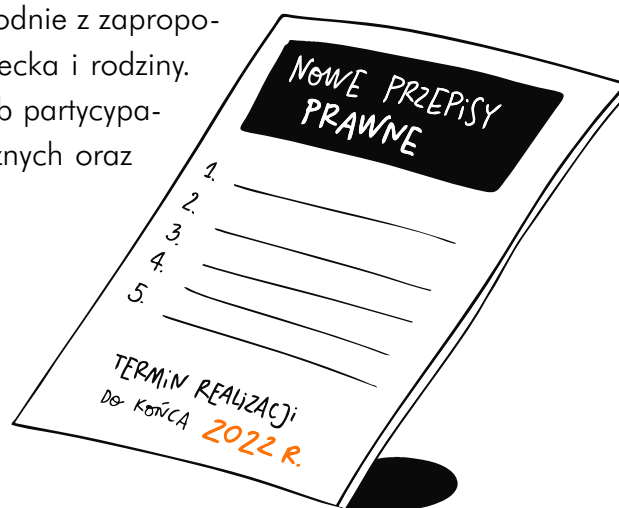 odnie z zapropo-
ecka i rodziny.
b partycypa-
znych oraz
NOWE PRZEPiSY
PRAWNE
1.
2.
3.
4.
5.
TERMiN REALiZACJi
DO KOŃCA 2022 R.